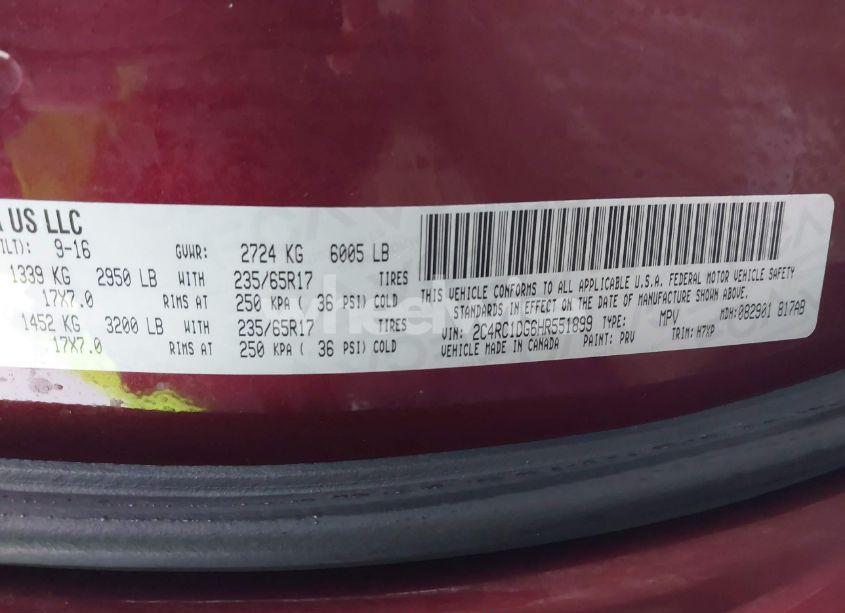 A US LLC
ILT): 9-16 GVWR: 2724 KG 6005 LB
1339 KG 2950 LB WITH 235/65R17 TIRES
17X7.0 RIMS AT 250 KPA ( 36 PSI) COLD
1452 KG 3200 LB WITH 235/65R17 TIRES
17X7.0 RIMS AT 250 KPA ( 36 PSI) COLD
THIS VEHICLE CONFORMS TO ALL APPLICABLE U.S.A. FEDERAL MOTOR VEHICLE SAFETY
STANDARDS IN EFFECT ON THE DATE OF MANUFACTURE SHOWN ABOVE.
VIN: 2C4RC1DG6HR551899 TYPE: MPV MDH: 082901 817AB
VEHICLE MADE IN CANADA PAINT: PRV TRIM: H7XP